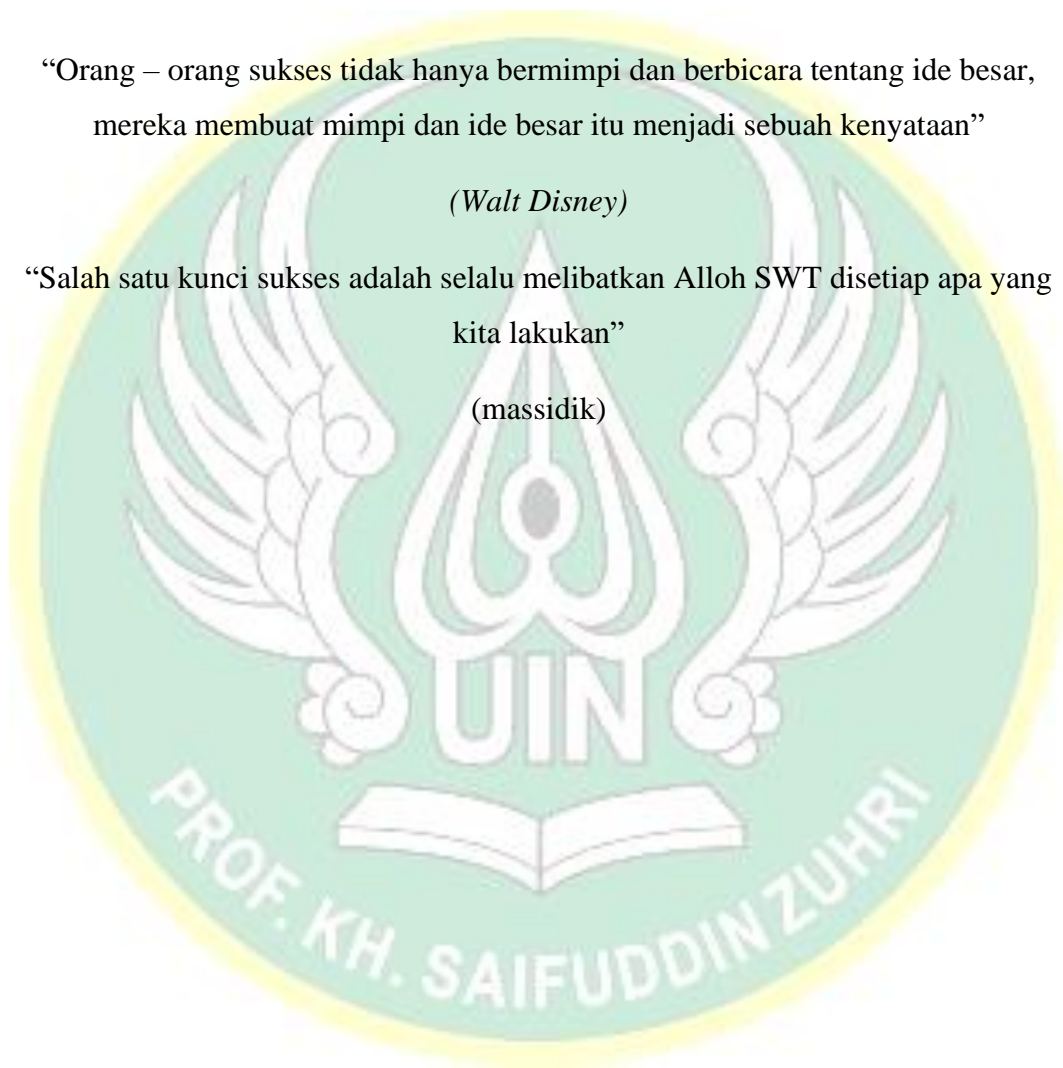 “Orang – orang sukses tidak hanya bermimpi dan berbicara tentang ide besar,
mereka membuat mimpi dan ide besar itu menjadi sebuah kenyataan”
(Walt Disney)
“Salah satu kunci sukses adalah selalu melibatkan Alloh SWT disetiap apa yang
kita lakukan”
(massidik)
UIN
PROF. KH. SAIFUDDIN ZUHRI